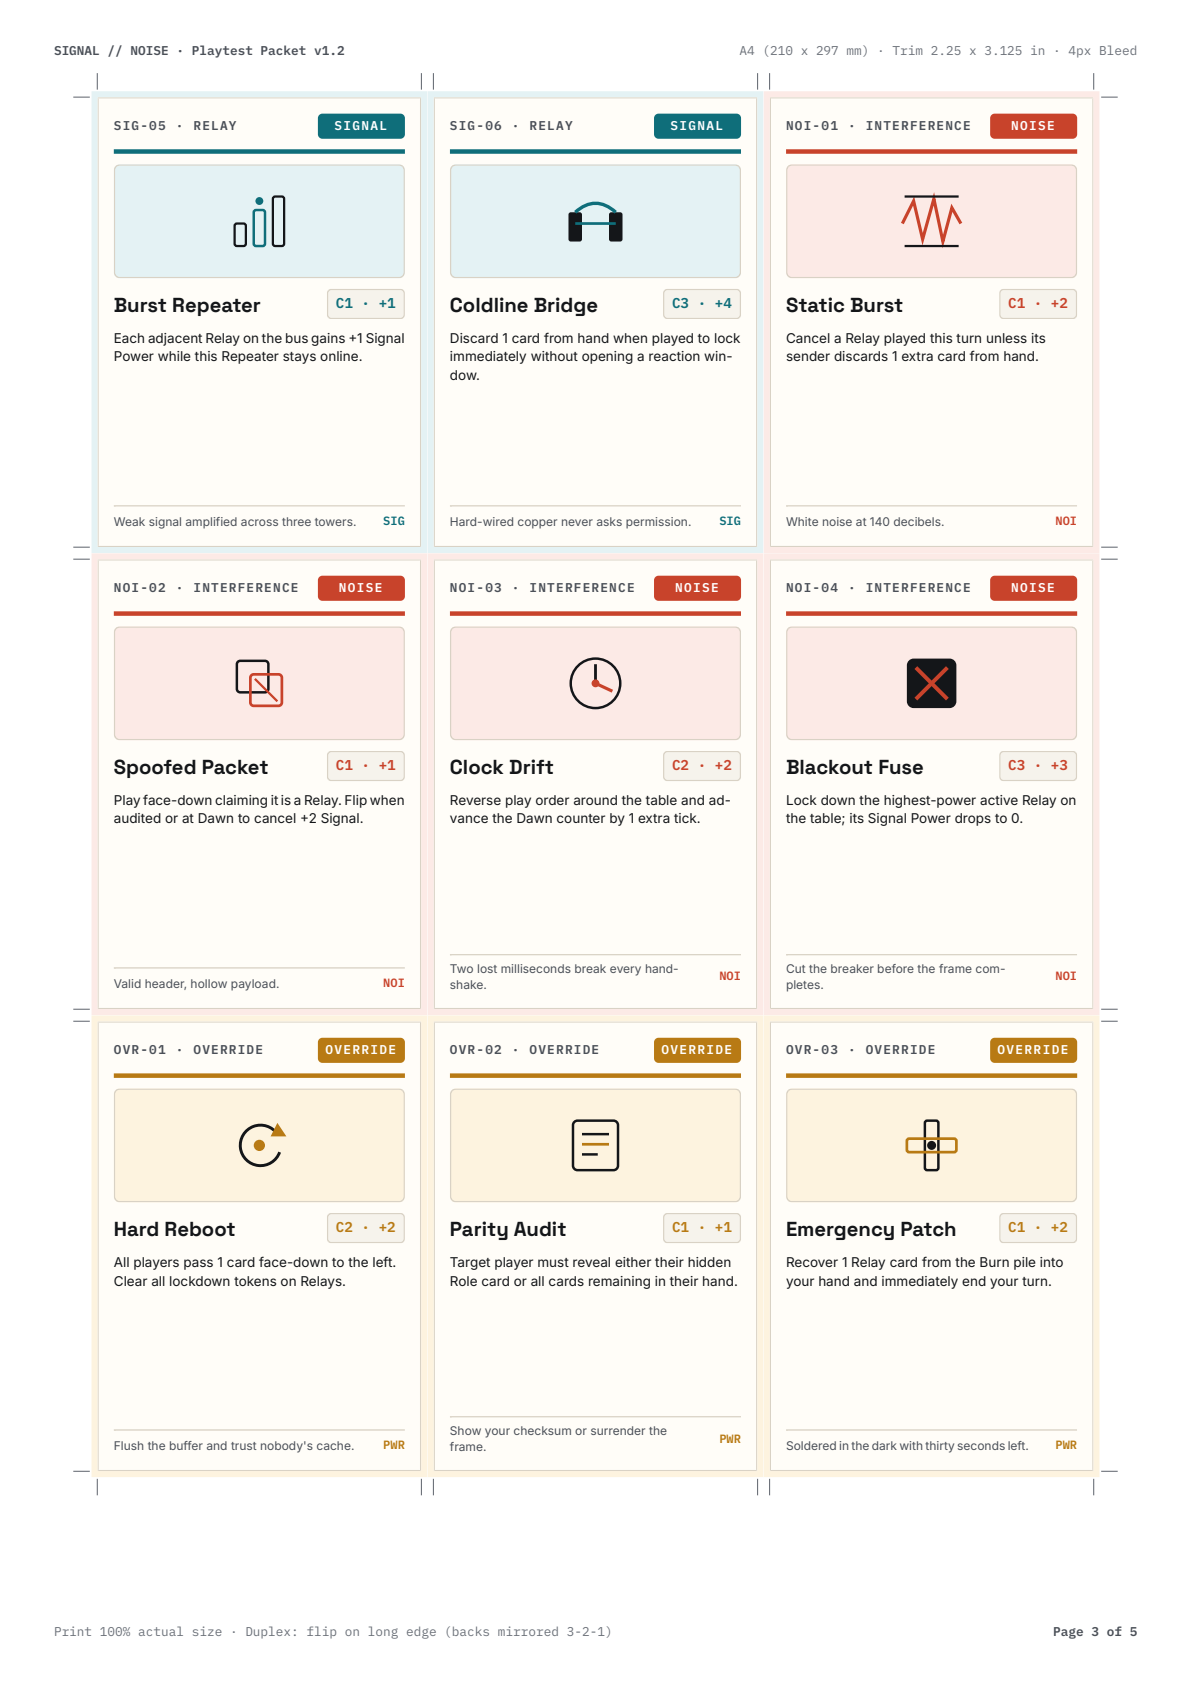 SIGNAL // NOISE · Playtest Packet v1.2
A4 (210 x 297 mm) · Trim 2.25 x 3.125 in · 4px Bleed
SIG-05 · RELAY
SIGNAL
Burst Repeater
C1 · +1
Each adjacent Relay on the bus gains +1 Signal
Power while this Repeater stays online.
Weak signal amplified across three towers.
SIG
SIG-06 · RELAY
SIGNAL
Coldline Bridge
C3 · +4
Discard 1 card from hand when played to lock
immediately without opening a reaction win-
dow.
Hard-wired copper never asks permission.
SIG
NOI-01 · INTERFERENCE
NOISE
Static Burst
C1 · +2
Cancel a Relay played this turn unless its
sender discards 1 extra card from hand.
White noise at 140 decibels.
NOI
NOI-02 · INTERFERENCE
NOISE
Spoofed Packet
C1 · +1
Play face-down claiming it is a Relay. Flip when
audited or at Dawn to cancel +2 Signal.
Valid header, hollow payload.
NOI
NOI-03 · INTERFERENCE
NOISE
Clock Drift
C2 · +2
Reverse play order around the table and ad-
vance the Dawn counter by 1 extra tick.
Two lost milliseconds break every hand-
shake.
NOI
NOI-04 · INTERFERENCE
NOISE
Blackout Fuse
C3 · +3
Lock down the highest-power active Relay on
the table; its Signal Power drops to 0.
Cut the breaker before the frame com-
pletes.
NOI
OVR-01 · OVERRIDE
OVERRIDE
Hard Reboot
C2 · +2
All players pass 1 card face-down to the left.
Clear all lockdown tokens on Relays.
Flush the buffer and trust nobody's cache.
PWR
OVR-02 · OVERRIDE
OVERRIDE
Parity Audit
C1 · +1
Target player must reveal either their hidden
Role card or all cards remaining in their hand.
Show your checksum or surrender the
frame.
PWR
OVR-03 · OVERRIDE
OVERRIDE
Emergency Patch
C1 · +2
Recover 1 Relay card from the Burn pile into
your hand and immediately end your turn.
Soldered in the dark with thirty seconds left.
PWR
Print 100% actual size · Duplex: flip on long edge (backs mirrored 3-2-1)
Page 3 of 5